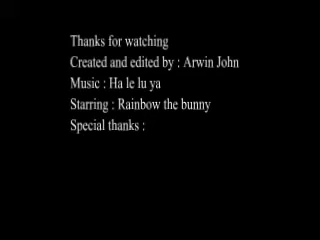 Thanks for watching
Created and edited by : Arwin John
Music : Ha le lu ya
Starring : Rainbow the bunny
Special thanks :